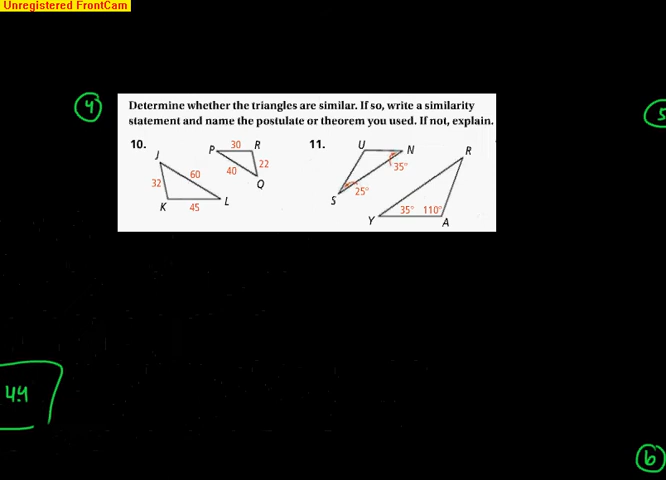 Unregistered FrontCam
4
5
Determine whether the triangles are similar. If so, write a similarity
statement and name the postulate or theorem you used. If not, explain.
10.
J
32
60
K
45
L
P
30
R
22
40
Q
11.
U
N
35°
25°
S
R
35°
110°
Y
A
4.4
6